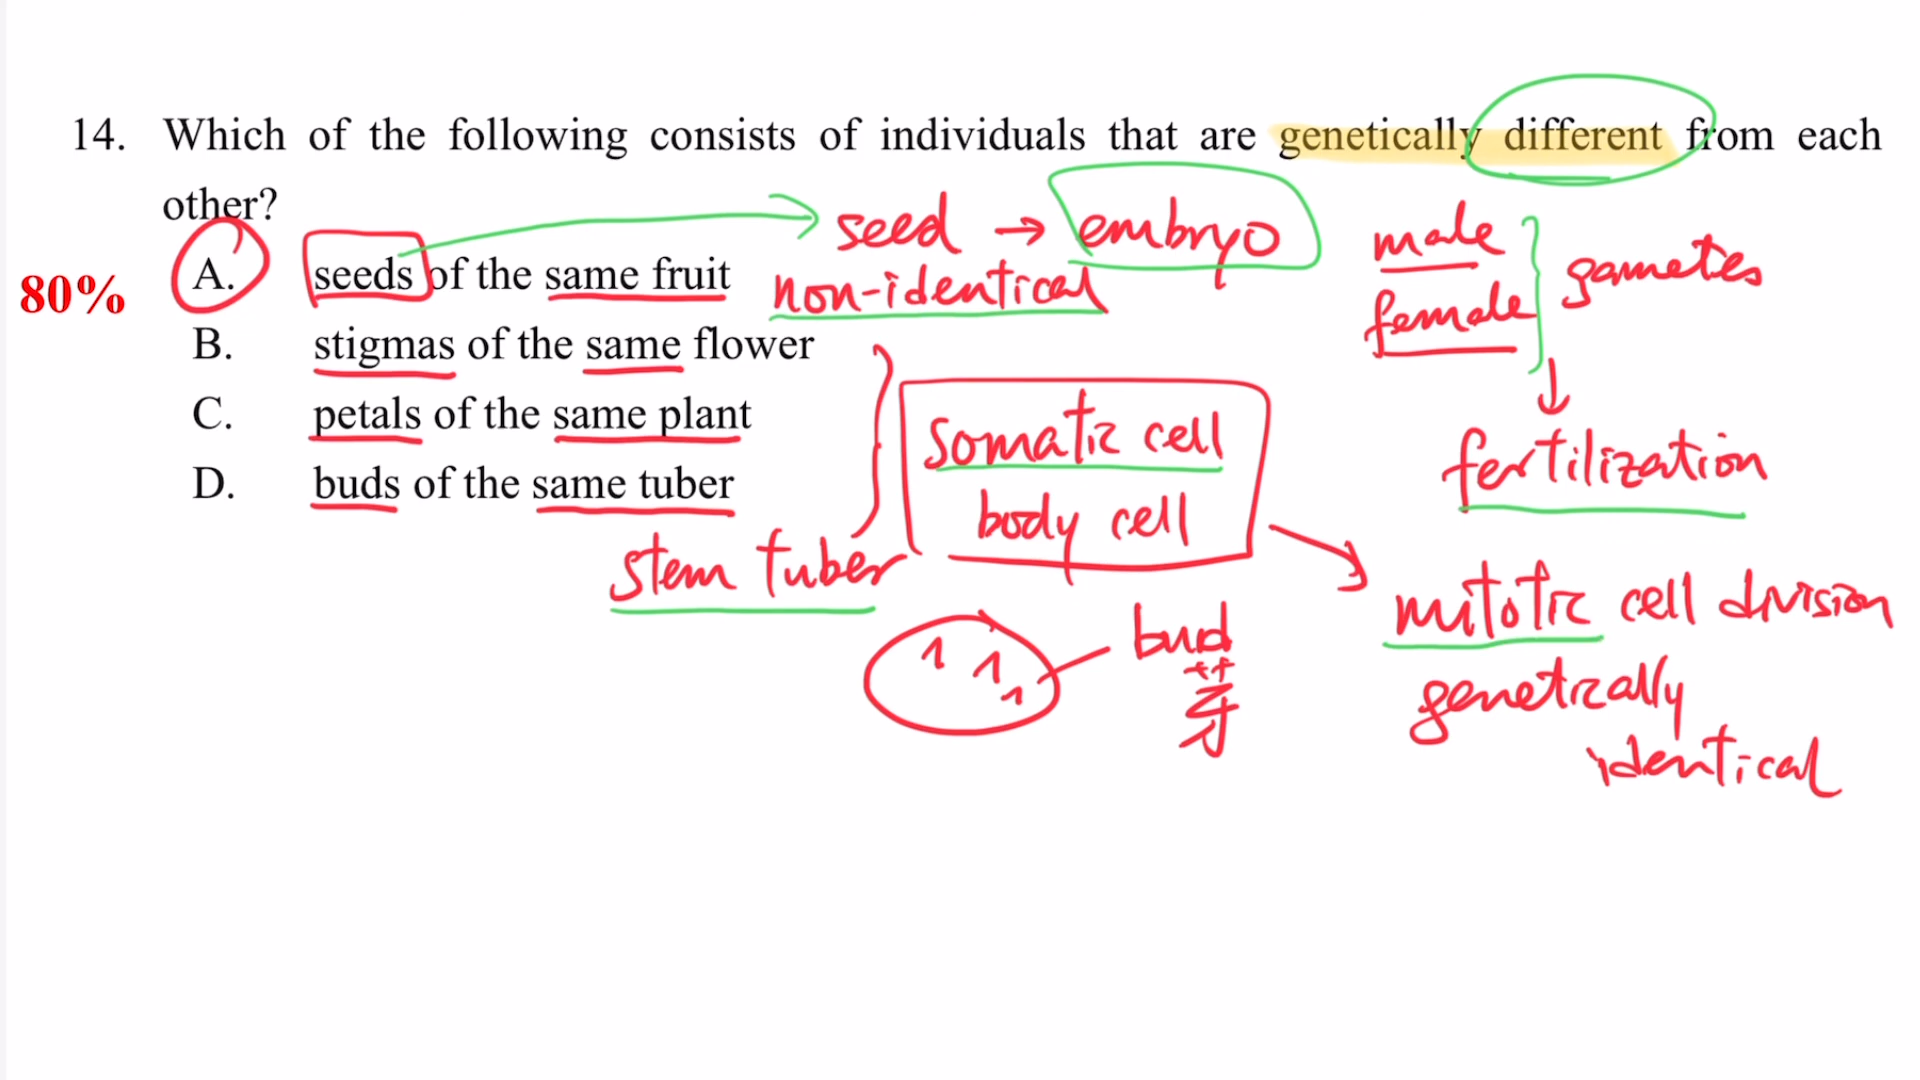 14. Which of the following consists of individuals that are genetically different from each
other?
80%
A. seeds of the same fruit
B. stigmas of the same flower
C. petals of the same plant
D. buds of the same tuber
seed → embryo
non-identical
male
female
gametes
fertilization
somatic cell
body cell
stem tuber
bud
mitotic cell division
genetically
identical